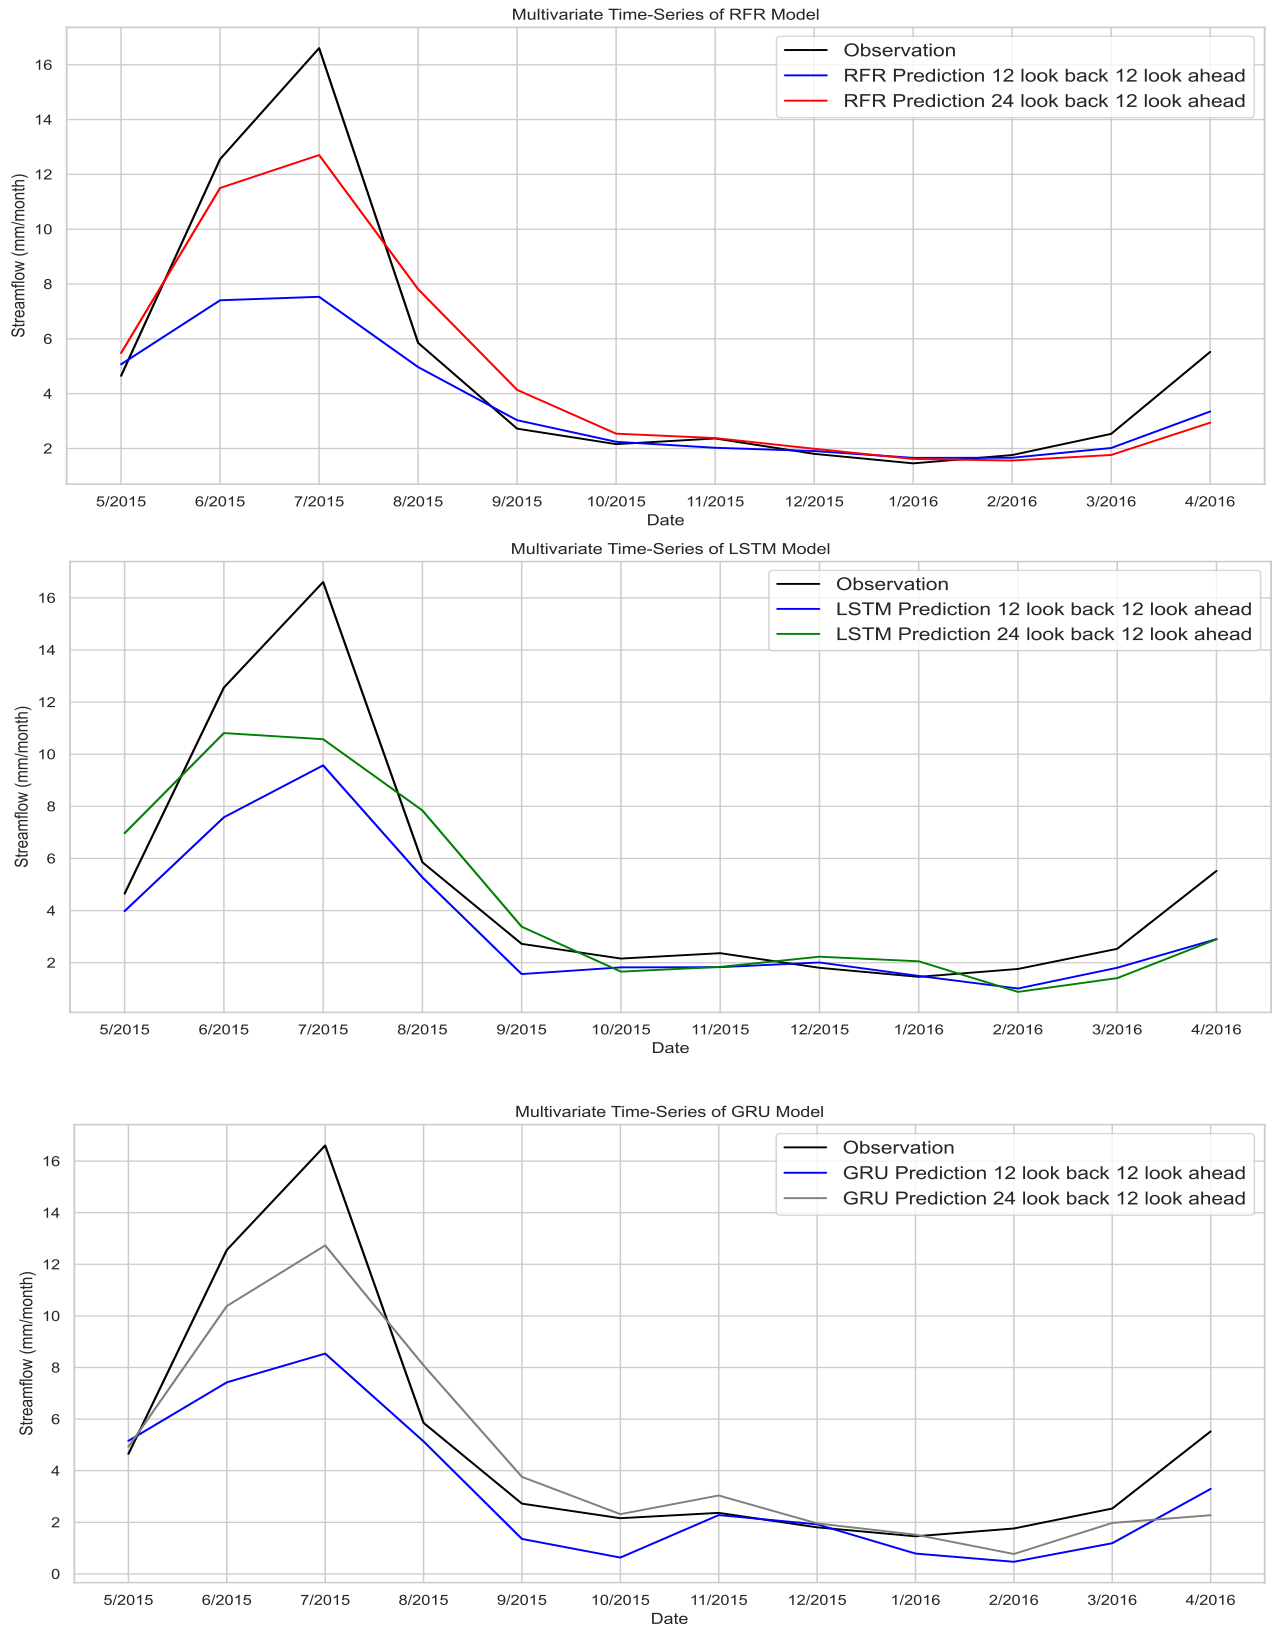 Multivariate Time-Series of RFR Model
Observation
RFR Prediction 12 look back 12 look ahead
RFR Prediction 24 look back 12 look ahead
Streamflow (mm/month)
16
14
12
10
8
6
4
2
5/2015 6/2015 7/2015 8/2015 9/2015 10/2015 11/2015 12/2015 1/2016 2/2016 3/2016 4/2016
Date
Multivariate Time-Series of LSTM Model
Observation
LSTM Prediction 12 look back 12 look ahead
LSTM Prediction 24 look back 12 look ahead
Streamflow (mm/month)
16
14
12
10
8
6
4
2
5/2015 6/2015 7/2015 8/2015 9/2015 10/2015 11/2015 12/2015 1/2016 2/2016 3/2016 4/2016
Date
Multivariate Time-Series of GRU Model
Observation
GRU Prediction 12 look back 12 look ahead
GRU Prediction 24 look back 12 look ahead
Streamflow (mm/month)
16
14
12
10
8
6
4
2
0
5/2015 6/2015 7/2015 8/2015 9/2015 10/2015 11/2015 12/2015 1/2016 2/2016 3/2016 4/2016
Date